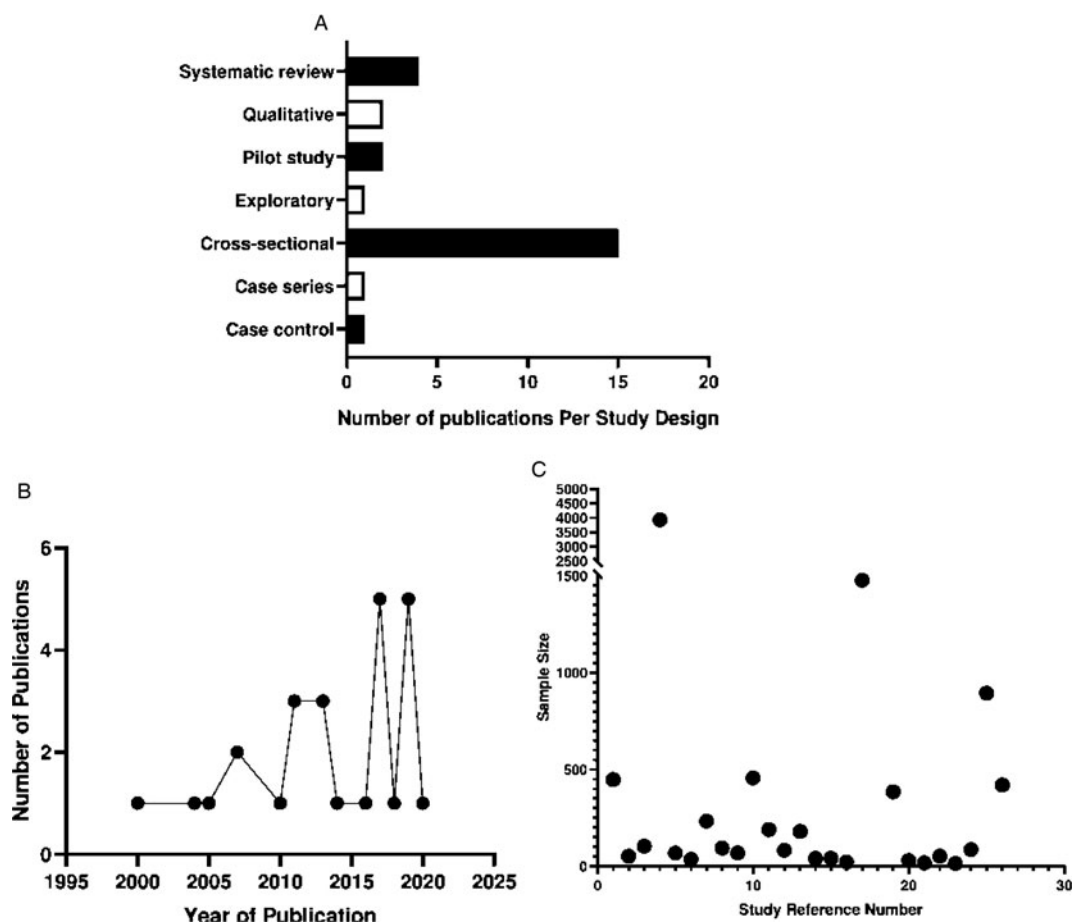 A
Systematic review
Qualitative
Pilot study
Exploratory
Cross-sectional
Case series
Case control
0 5 10 15 20
Number of publications Per Study Design
B
6
4
2
0
Number of Publications
1995 2000 2005 2010 2015 2020 2025
Year of Publication
C
5000
4500
4000
3500
3000
2500
1500
1000
500
0
Sample Size
0 10 20 30
Study Reference Number